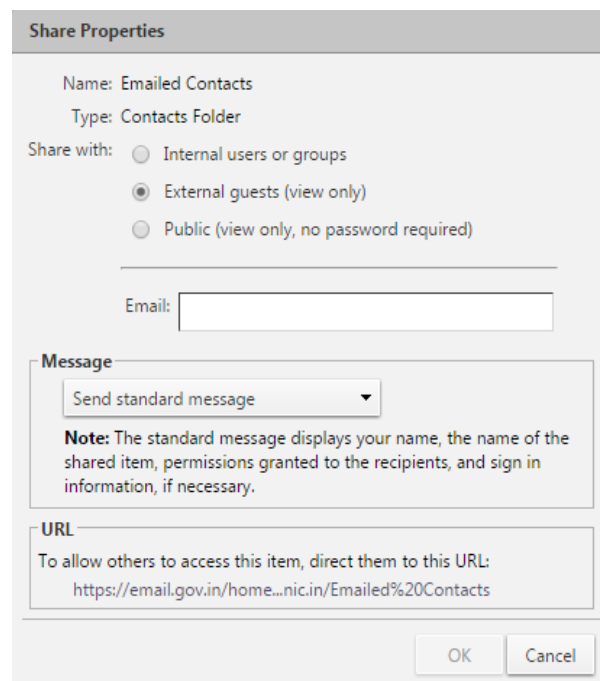 Share Properties
Name: Emailed Contacts
Type: Contacts Folder
Share with: Internal users or groups
External guests (view only)
Public (view only, no password required)
Email:
Message
Send standard message
Note: The standard message displays your name, the name of the
shared item, permissions granted to the recipients, and sign in
information, if necessary.
URL
To allow others to access this item, direct them to this URL:
https://email.gov.in/home...nic.in/Emailed%20Contacts
OK Cancel